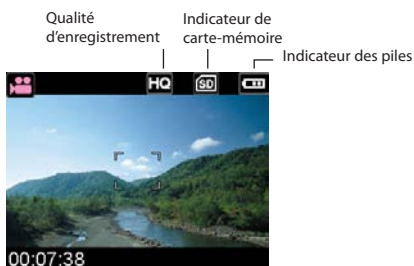 Qualité
d’enregistrement
Indicateur de
carte-mémoire
Indicateur des piles
HQ
SD
00:07:38